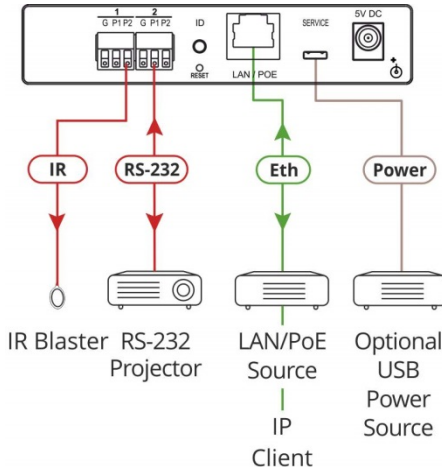 1 2
G P1 P2 G P1 P2
ID
RESET
LAN / POE
SERVICE
5V DC
IR
RS-232
Eth
Power
IR Blaster
RS-232
Projector
LAN/PoE
Source
IP
Client
Optional
USB
Power
Source